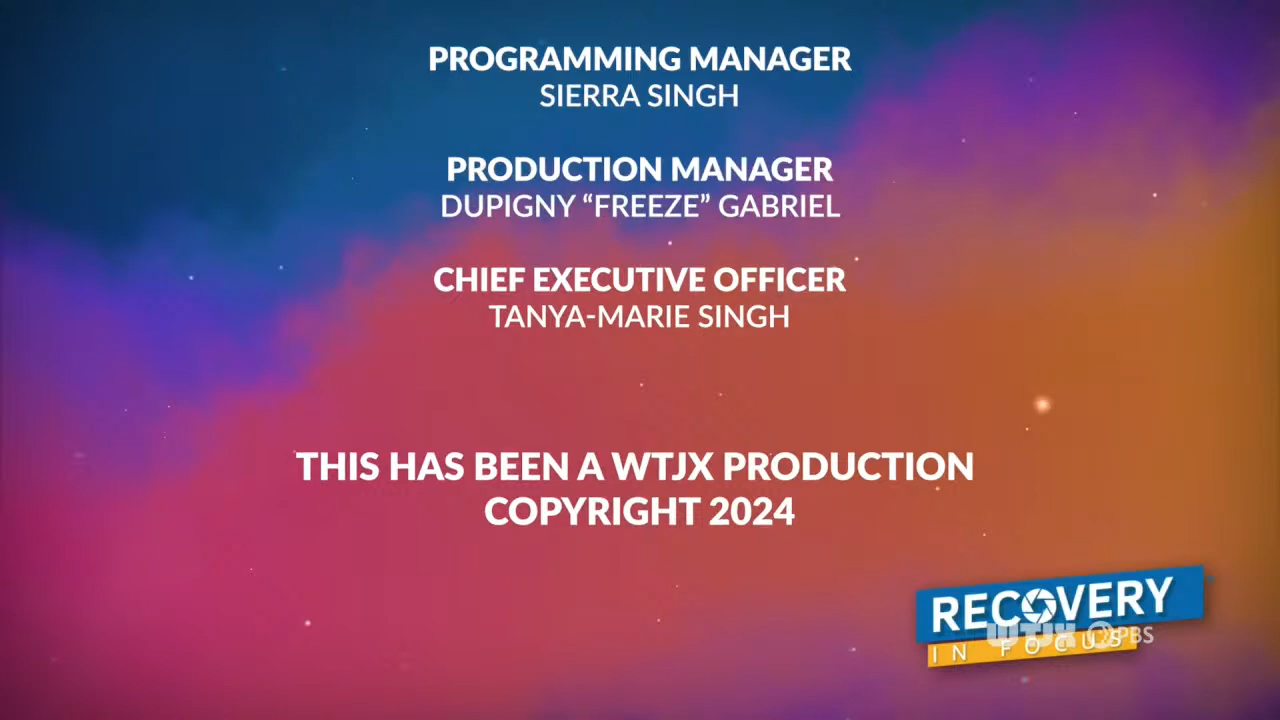 PROGRAMMING MANAGER
SIERRA SINGH
PRODUCTION MANAGER
DUPIGNY “FREEZE” GABRIEL
CHIEF EXECUTIVE OFFICER
TANYA-MARIE SINGH
THIS HAS BEEN A WTJX PRODUCTION
COPYRIGHT 2024
RECOVERY
WTJX PBS
IN FOCUS